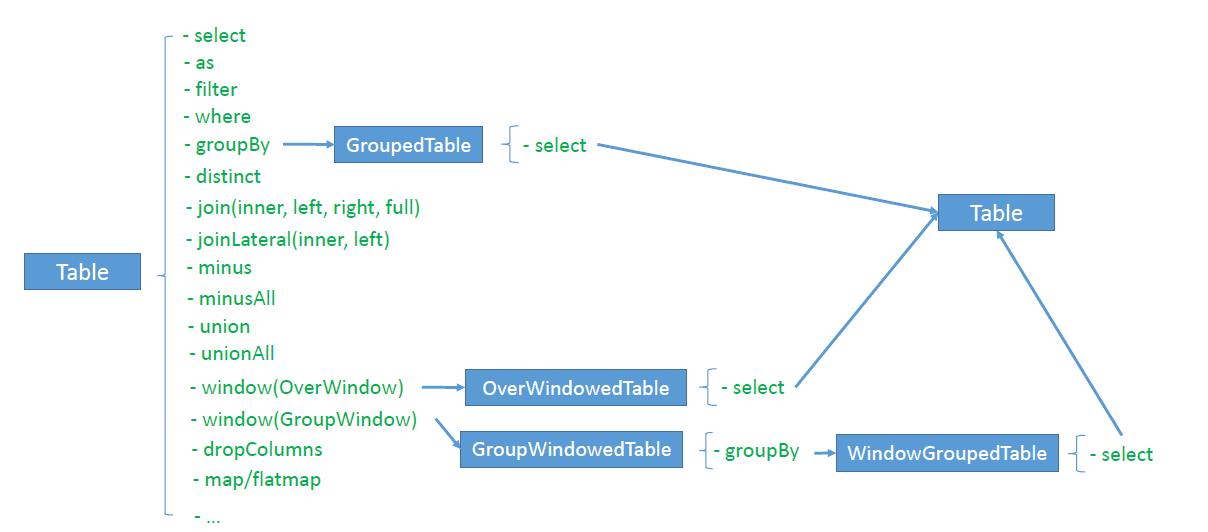 - select
- as
- filter
- where
- groupBy
GroupedTable
- select
- distinct
- join(inner, left, right, full)
Table
- joinLateral(inner, left)
- minus
Table
- minusAll
- union
- unionAll
- window(OverWindow)
OverWindowedTable
- select
- window(GroupWindow)
GroupWindowedTable
- groupBy
WindowGroupedTable
- select
- dropColumns
- map/flatmap
- ...